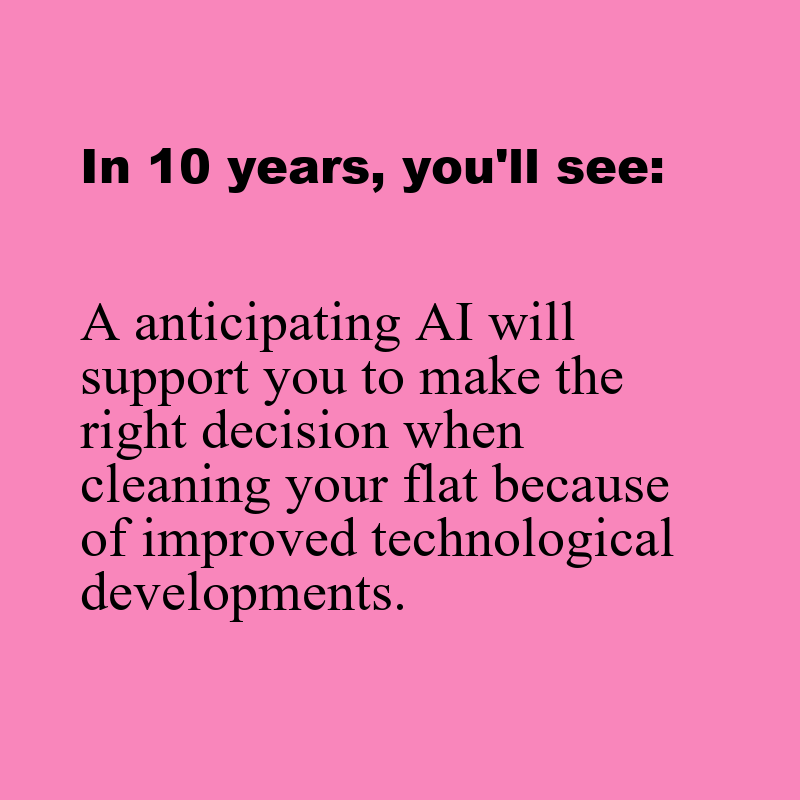 In 10 years, you'll see:
A anticipating AI will
support you to make the
right decision when
cleaning your flat because
of improved technological
developments.